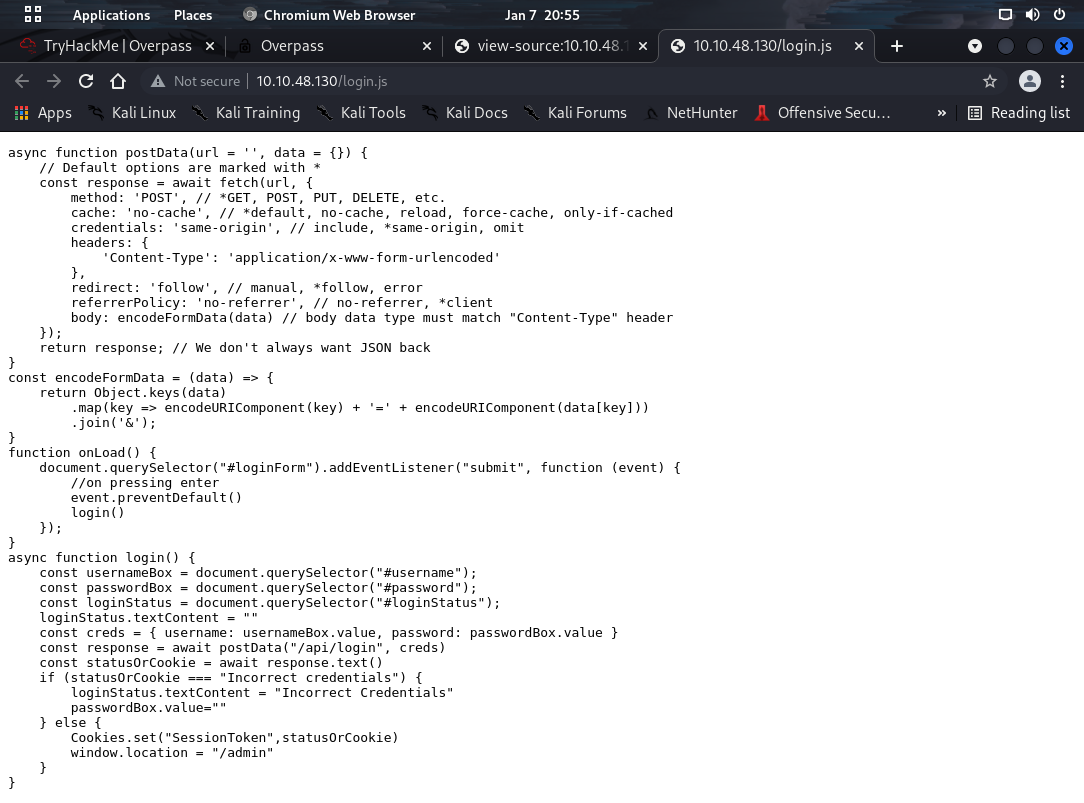 Applications Places Chromium Web Browser Jan 7 20:55
TryHackMe | Overpass Overpass view-source:10.10.48.1 10.10.48.130/login.js
Not secure 10.10.48.130/login.js
Apps Kali Linux Kali Training Kali Tools Kali Docs Kali Forums NetHunter Offensive Secu… » Reading list
async function postData(url = '', data = {}) {
    // Default options are marked with *
    const response = await fetch(url, {
        method: 'POST', // *GET, POST, PUT, DELETE, etc.
        cache: 'no-cache', // *default, no-cache, reload, force-cache, only-if-cached
        credentials: 'same-origin', // include, *same-origin, omit
        headers: {
            'Content-Type': 'application/x-www-form-urlencoded'
        },
        redirect: 'follow', // manual, *follow, error
        referrerPolicy: 'no-referrer', // no-referrer, *client
        body: encodeFormData(data) // body data type must match "Content-Type" header
    });
    return response; // We don't always want JSON back
}
const encodeFormData = (data) => {
    return Object.keys(data)
        .map(key => encodeURIComponent(key) + '=' + encodeURIComponent(data[key]))
        .join('&');
}
function onLoad() {
    document.querySelector("#loginForm").addEventListener("submit", function (event) {
        //on pressing enter
        event.preventDefault()
        login()
    });
}
async function login() {
    const usernameBox = document.querySelector("#username");
    const passwordBox = document.querySelector("#password");
    const loginStatus = document.querySelector("#loginStatus");
    loginStatus.textContent = ""
    const creds = { username: usernameBox.value, password: passwordBox.value }
    const response = await postData("/api/login", creds)
    const statusOrCookie = await response.text()
    if (statusOrCookie === "Incorrect credentials") {
        loginStatus.textContent = "Incorrect Credentials"
        passwordBox.value=""
    } else {
        Cookies.set("SessionToken",statusOrCookie)
        window.location = "/admin"
    }
}